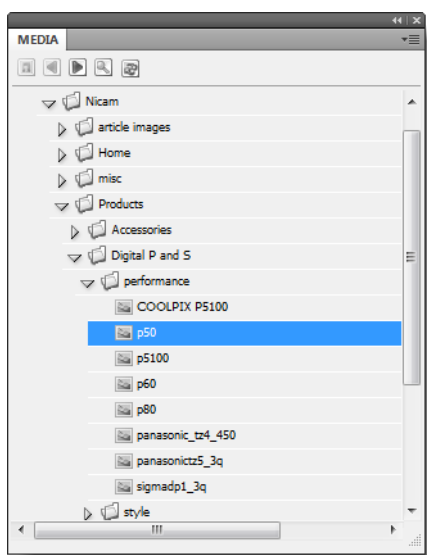 MEDIA
Nicam
article images
Home
misc
Products
Accessories
Digital P and S
performance
COOLPIX P5100
p50
p5100
p60
p80
panasonic_tz4_450
panasonictz5_3q
sigmadp1_3q
style